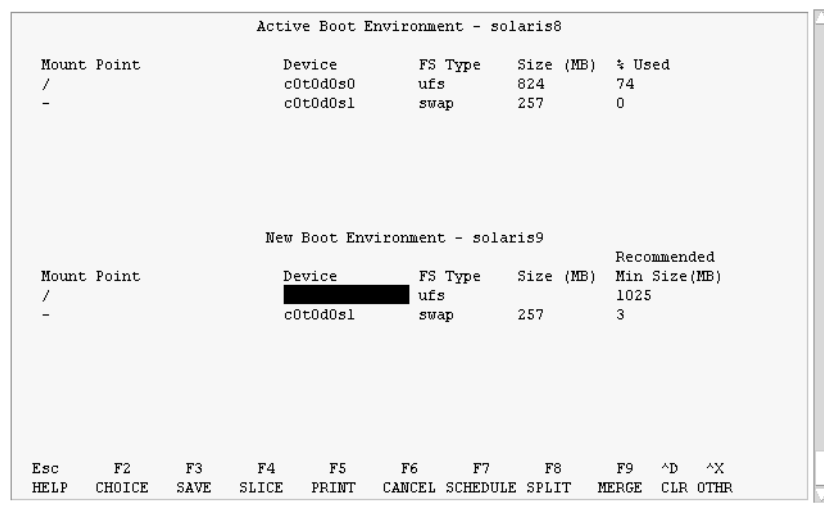 Active Boot Environment - solaris8
Mount Point Device FS Type Size (MB) % Used
/ c0t0d0s0 ufs 824 74
- c0t0d0s1 swap 257 0
New Boot Environment - solaris9
Recommended
Mount Point Device FS Type Size (MB) Min Size(MB)
/ ufs 1025
- c0t0d0s1 swap 257 3
Esc F2 F3 F4 F5 F6 F7 F8 F9 ^D ^X
HELP CHOICE SAVE SLICE PRINT CANCEL SCHEDULE SPLIT MERGE CLR OTHR